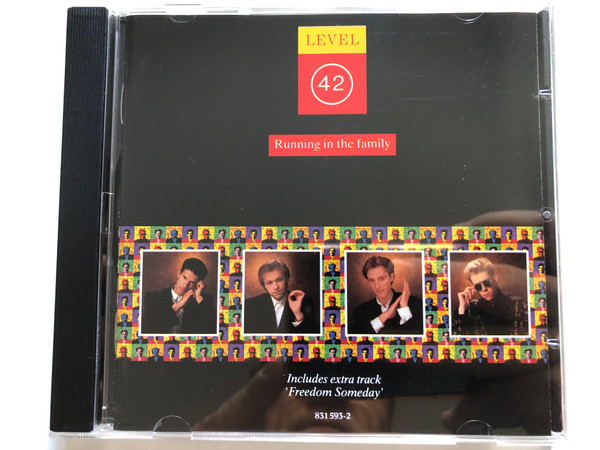 LEVEL
42
Running in the family
Includes extra track
‘Freedom Someday’
831 593-2